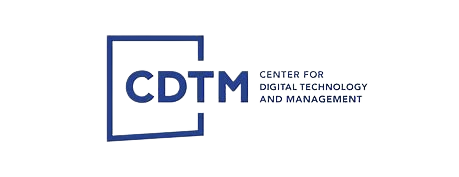 CDTM
CENTER FOR
DIGITAL TECHNOLOGY
AND MANAGEMENT